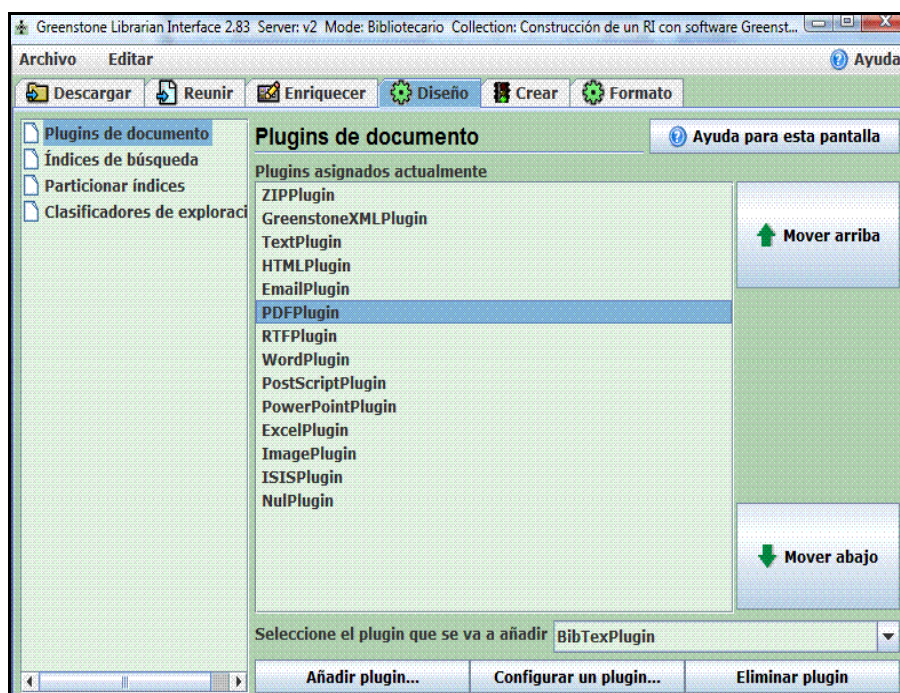 Greenstone Librarian Interface 2.83 Server: v2 Mode: Bibliotecario Collection: Construcción de un RI con software Greenst...
Archivo Editar Ayuda
Descargar Reunir Enriquecer Diseño Crear Formato
Plugins de documento
Índices de búsqueda
Particionar índices
Clasificadores de exploraci
Plugins de documento
Ayuda para esta pantalla
Plugins asignados actualmente
ZIPPlugin
GreenstoneXMLPlugin
TextPlugin
HTMLPlugin
EmailPlugin
PDFPlugin
RTFPlugin
WordPlugin
PostScriptPlugin
PowerPointPlugin
ExcelPlugin
ImagePlugin
ISISPlugin
NulPlugin
Mover arriba
Mover abajo
Seleccione el plugin que se va a añadir BibTexPlugin
Añadir plugin... Configurar un plugin... Eliminar plugin